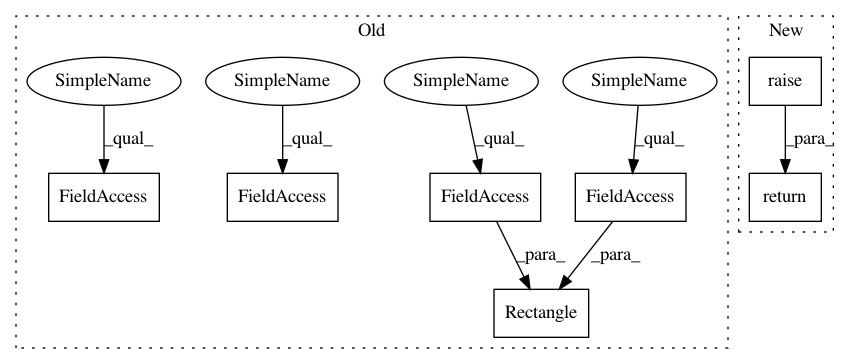 Old
New
SimpleName
SimpleName
SimpleName
SimpleName
raise
_qual_
_qual_
_qual_
_qual_
_para_
FieldAccess
FieldAccess
FieldAccess
FieldAccess
return
_para_
_para_
Rectangle